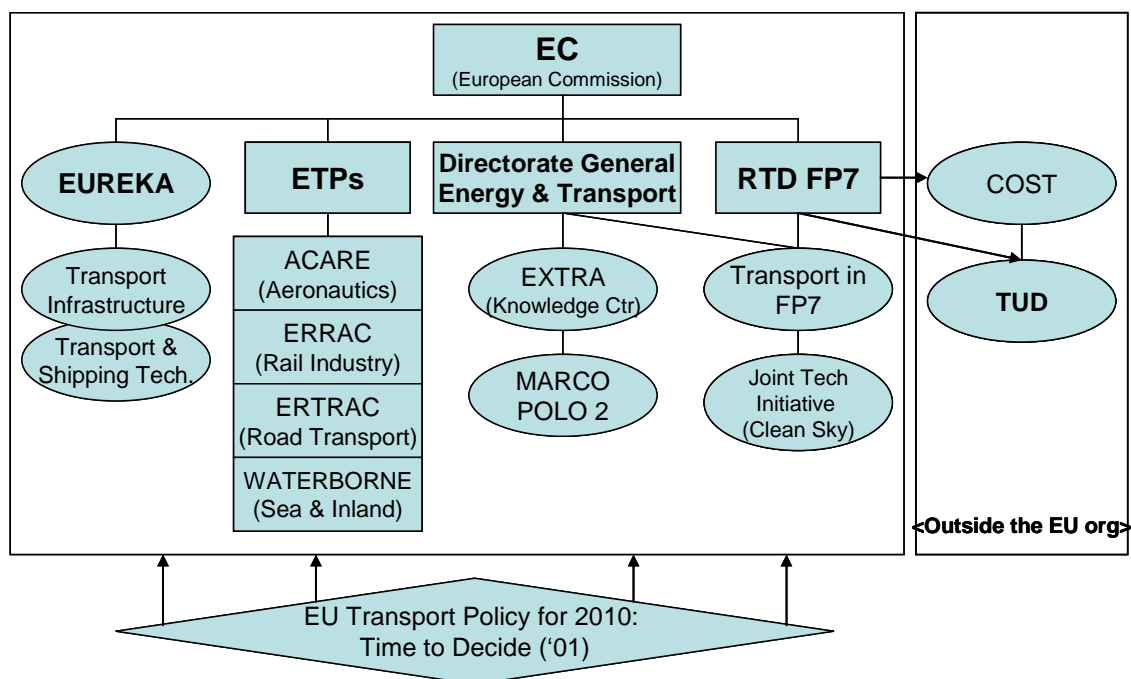 EC
(European Commission)
EUREKA
ETPs
Directorate General
Energy & Transport
RTD FP7
COST
Transport
Infrastructure
Transport &
Shipping Tech.
ACARE
(Aeronautics)
ERRAC
(Rail Industry)
ERTRAC
(Road Transport)
WATERBORNE
(Sea & Inland)
EXTRA
(Knowledge Ctr)
MARCO
POLO 2
Transport in
FP7
Joint Tech
Initiative
(Clean Sky)
TUD
<Outside the EU org>
EU Transport Policy for 2010:
Time to Decide (‘01)